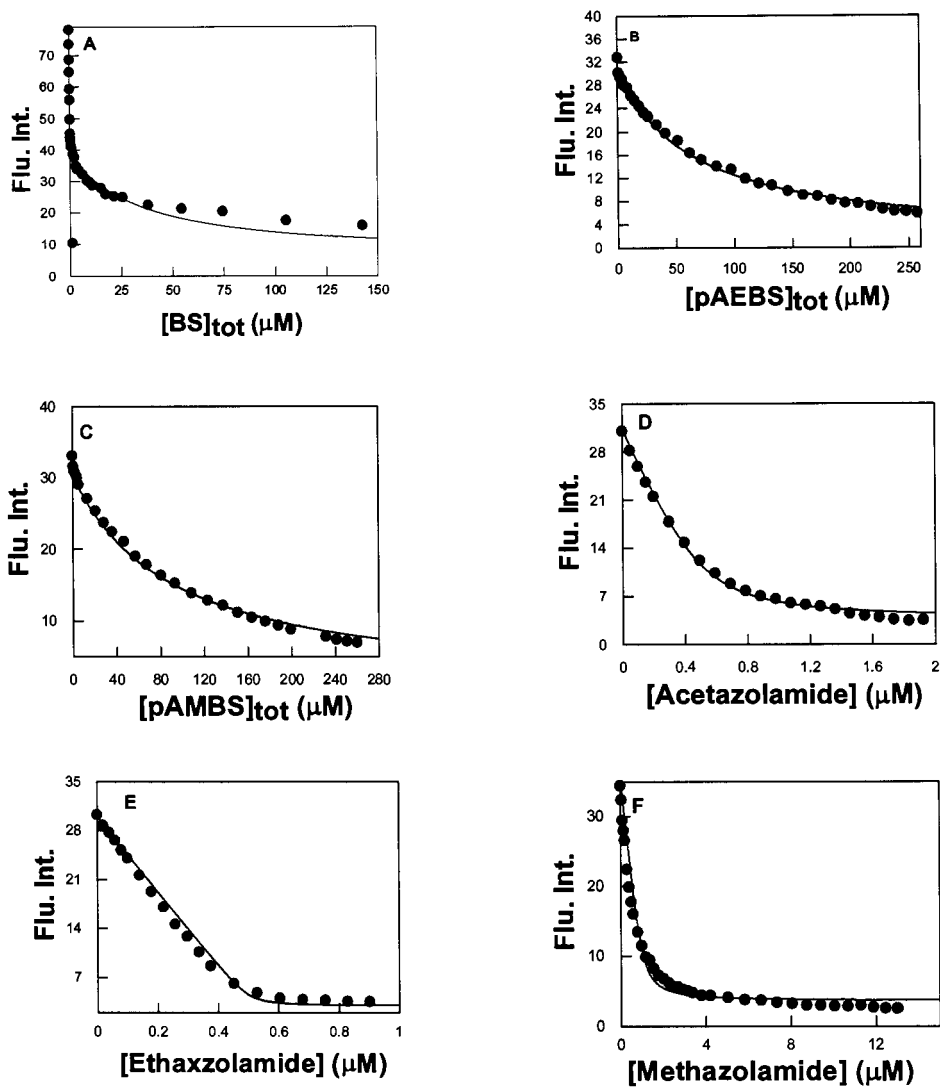 A
Flu. Int.
70
60
50
40
30
20
10
0
0 25 50 75 100 125 150
[BS]tot (μM)
B
Flu. Int.
40
36
32
28
24
20
16
12
8
4
0
0 50 100 150 200 250
[pAEBS]tot (μM)
C
Flu. Int.
40
30
20
10
0 40 80 120 160 200 240 280
[pAMBS]tot (μM)
D
Flu. Int.
35
28
21
14
7
0
0 0.4 0.8 1.2 1.6 2
[Acetazolamide] (μM)
E
Flu. Int.
35
28
21
14
7
0 0.2 0.4 0.6 0.8 1
[Ethaxzolamide] (μM)
F
Flu. Int.
30
20
10
0
0 4 8 12
[Methazolamide] (μM)